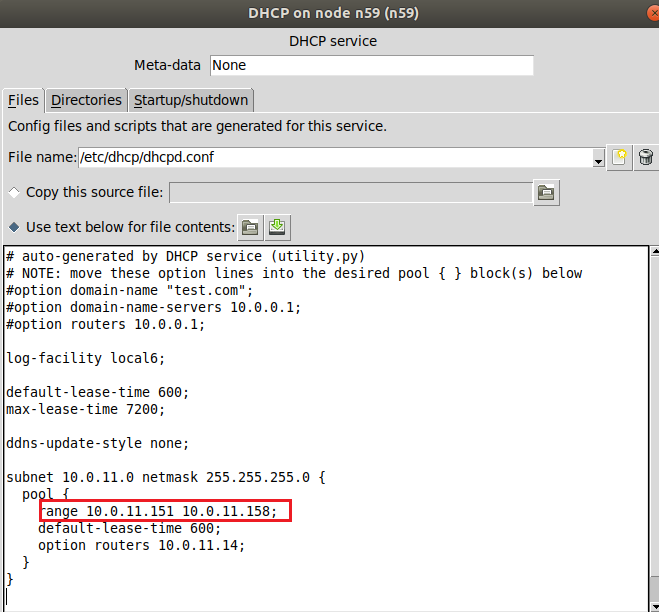 DHCP on node n59 (n59)
DHCP service
Meta-data None
Files Directories Startup/shutdown
Config files and scripts that are generated for this service.
File name: /etc/dhcp/dhcpd.conf
Copy this source file:
Use text below for file contents:
# auto-generated by DHCP service (utility.py)
# NOTE: move these option lines into the desired pool { } block(s) below
#option domain-name "test.com";
#option domain-name-servers 10.0.0.1;
#option routers 10.0.0.1;
log-facility local6;
default-lease-time 600;
max-lease-time 7200;
ddns-update-style none;
subnet 10.0.11.0 netmask 255.255.255.0 {
pool {
range 10.0.11.151 10.0.11.158;
default-lease-time 600;
option routers 10.0.11.14;
}
}